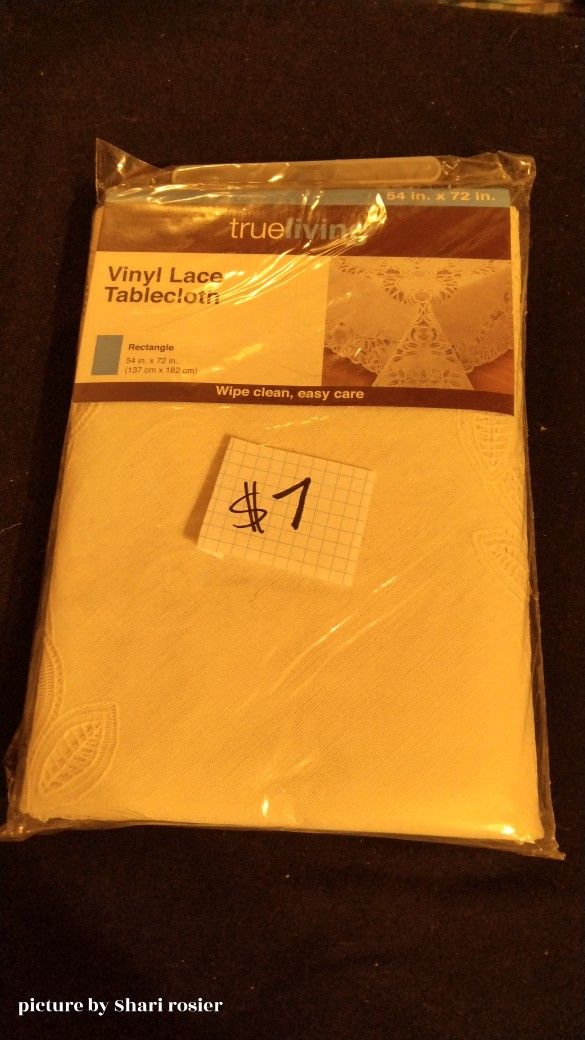 54 in. x 72 in.
trueliving
Vinyl Lace
Tablecloth
Rectangle
54 in. x 72 in.
(137 cm x 182 cm)
Wipe clean, easy care
$1
picture by Shari rosier